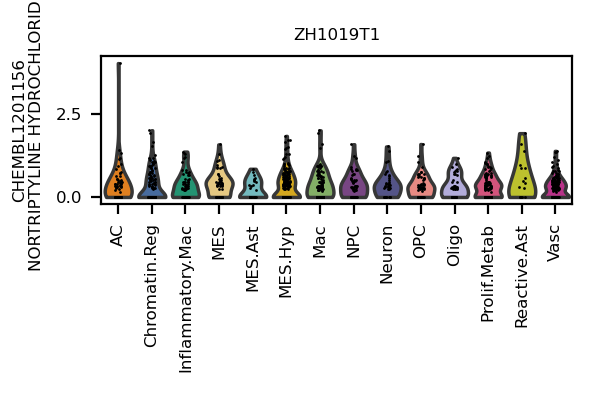 ZH1019T1
CHEMBL1201156
NORTRIPTYLINE HYDROCHLORID
2.5
0.0
AC
Chromatin.Reg
Inflammatory.Mac
MES
MES.Ast
MES.Hyp
Mac
NPC
Neuron
OPC
Oligo
Prolif.Metab
Reactive.Ast
Vasc